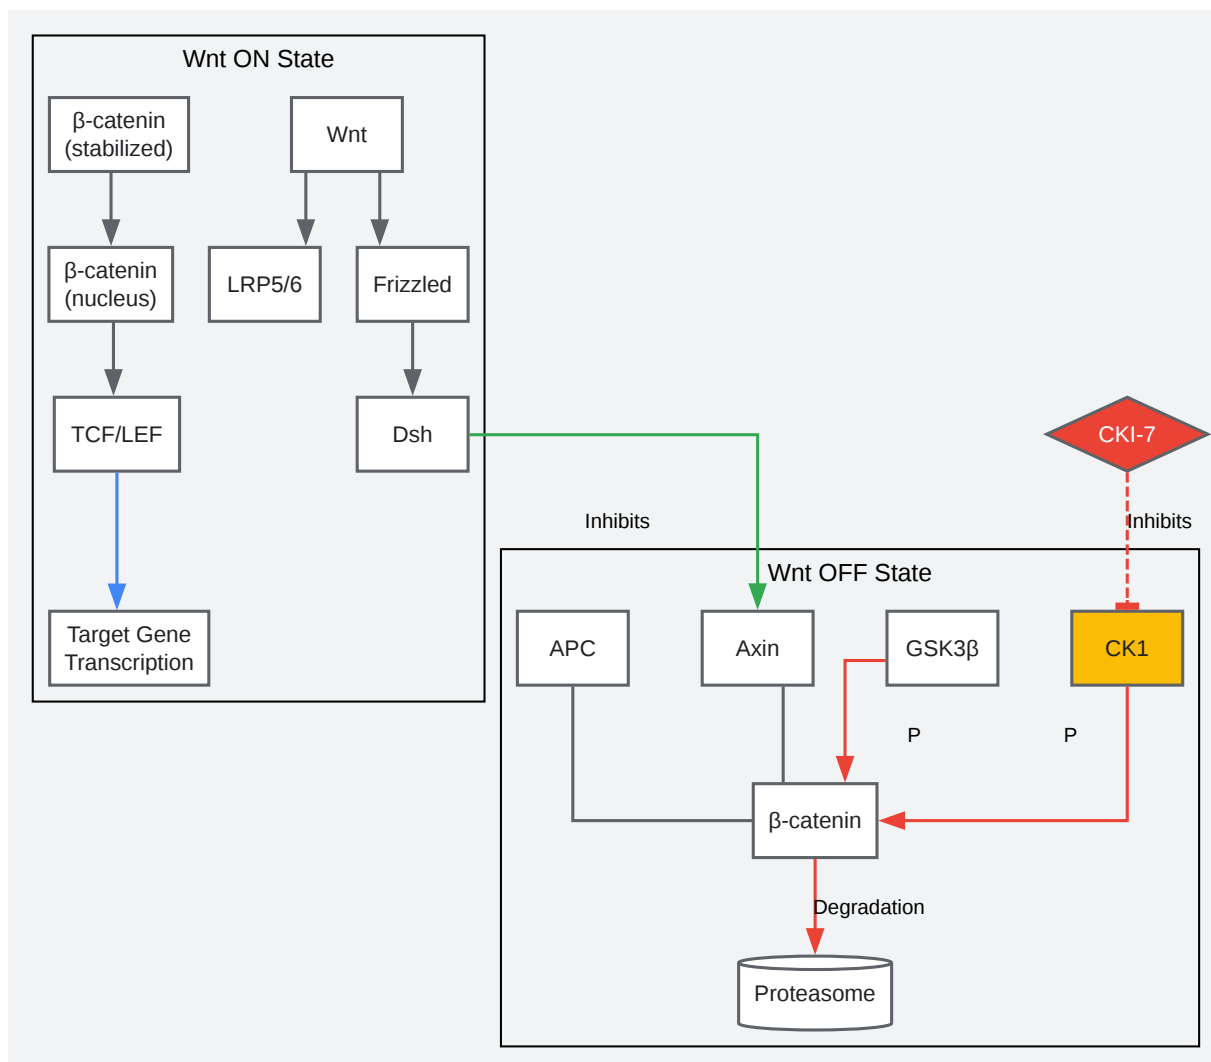 Wnt ON State
β-catenin
(stabilized)
Wnt
β-catenin
(nucleus)
LRP5/6
Frizzled
TCF/LEF
Dsh
CKI-7
Inhibits
Inhibits
Wnt OFF State
Target Gene
Transcription
APC
Axin
GSK3β
CK1
P
P
β-catenin
Degradation
Proteasome